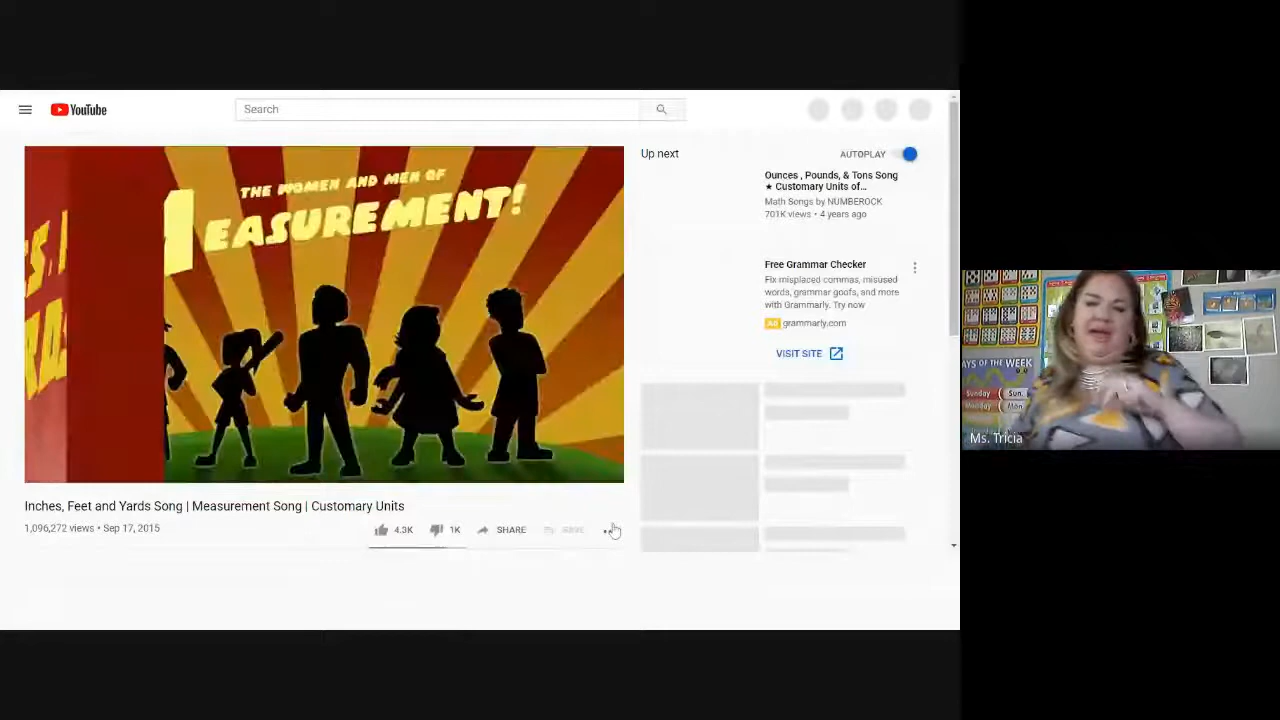 YouTube
Search
THE WOMEN AND MEN OF
MEASUREMENT!
Inches, Feet and Yards Song | Measurement Song | Customary Units
1,096,272 views • Sep 17, 2015
4.3K
1K
SHARE
SAVE
Up next
AUTOPLAY
Ounces , Pounds, & Tons Song
★ Customary Units of...
Math Songs by NUMBEROCK
701K views • 4 years ago
Free Grammar Checker
Fix misplaced commas, misused
words, grammar goofs, and more
with Grammarly. Try now
Ad grammarly.com
VISIT SITE
AYS OF THE WEEK
Sunday Sun.
Monday Mon
Ms. Tricia